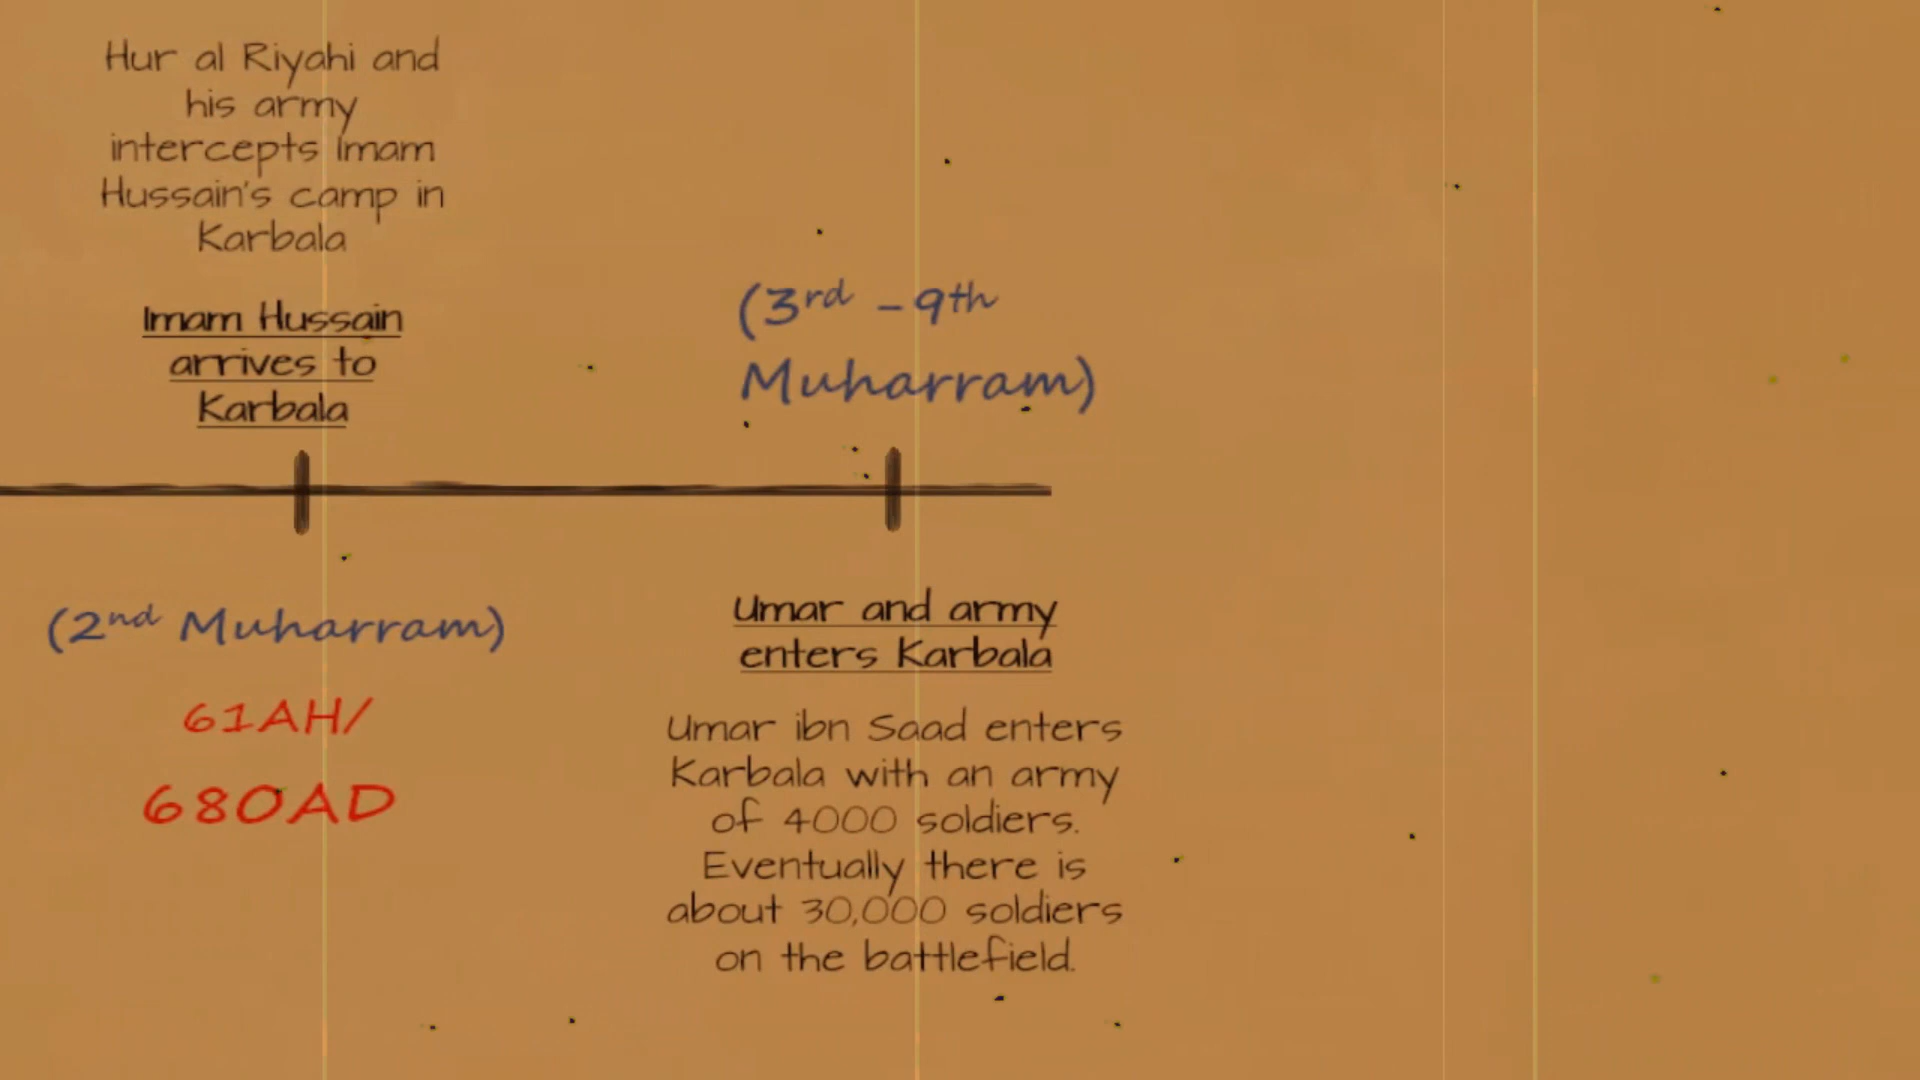 Hur al Riyahi and
his army
intercepts Imam
Hussain's camp in
Karbala
Imam Hussain
arrives to
Karbala
(2nd Muharram)
61AH/
680AD
(3rd -9th
Muharram)
Umar and army
enters Karbala
Umar ibn Saad enters
Karbala with an army
of 4000 soldiers.
Eventually there is
about 30,000 soldiers
on the battlefield.